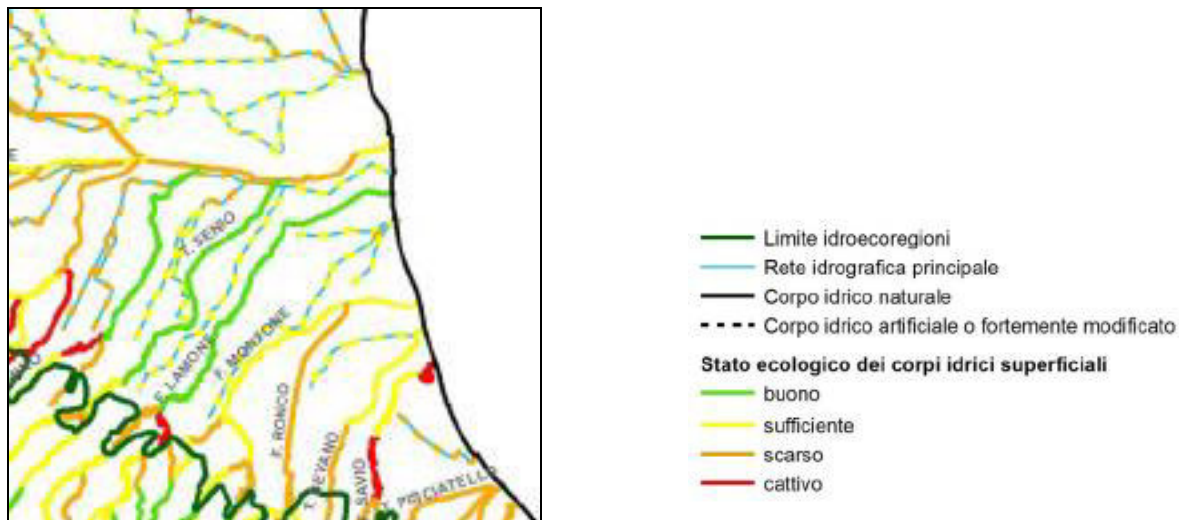 T. SENIO
F. LAMONE
F. MONTONE
F. RONCO
T. BEVANO
F. SAVIO
T. PISCIATELLO
Limite idroecoregioni
Rete idrografica principale
Corpo idrico naturale
Corpo idrico artificiale o fortemente modificato
Stato ecologico dei corpi idrici superficiali
buono
sufficiente
scarso
cattivo